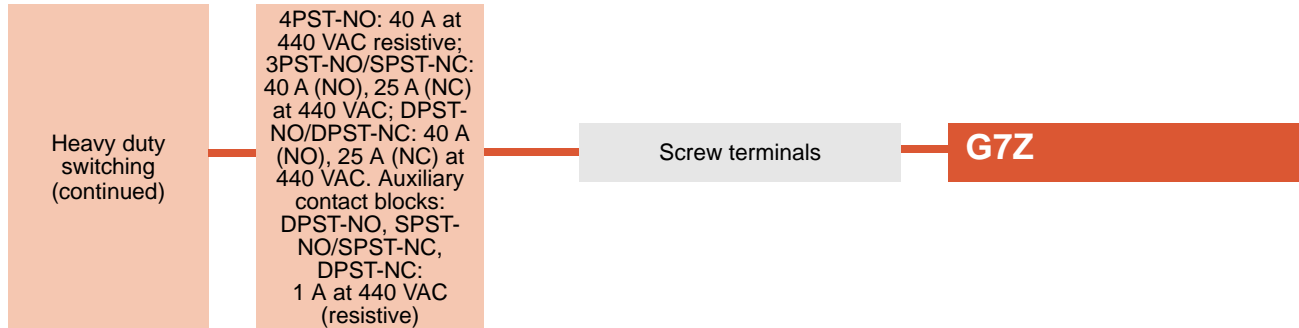 Heavy duty
switching
(continued)
4PST-NO: 40 A at
440 VAC resistive;
3PST-NO/SPST-NC:
40 A (NO), 25 A (NC)
at 440 VAC; DPST-
NO/DPST-NC: 40 A
(NO), 25 A (NC) at
440 VAC. Auxiliary
contact blocks:
DPST-NO, SPST-
NO/SPST-NC,
DPST-NC:
1 A at 440 VAC
(resistive)
Screw terminals
G7Z